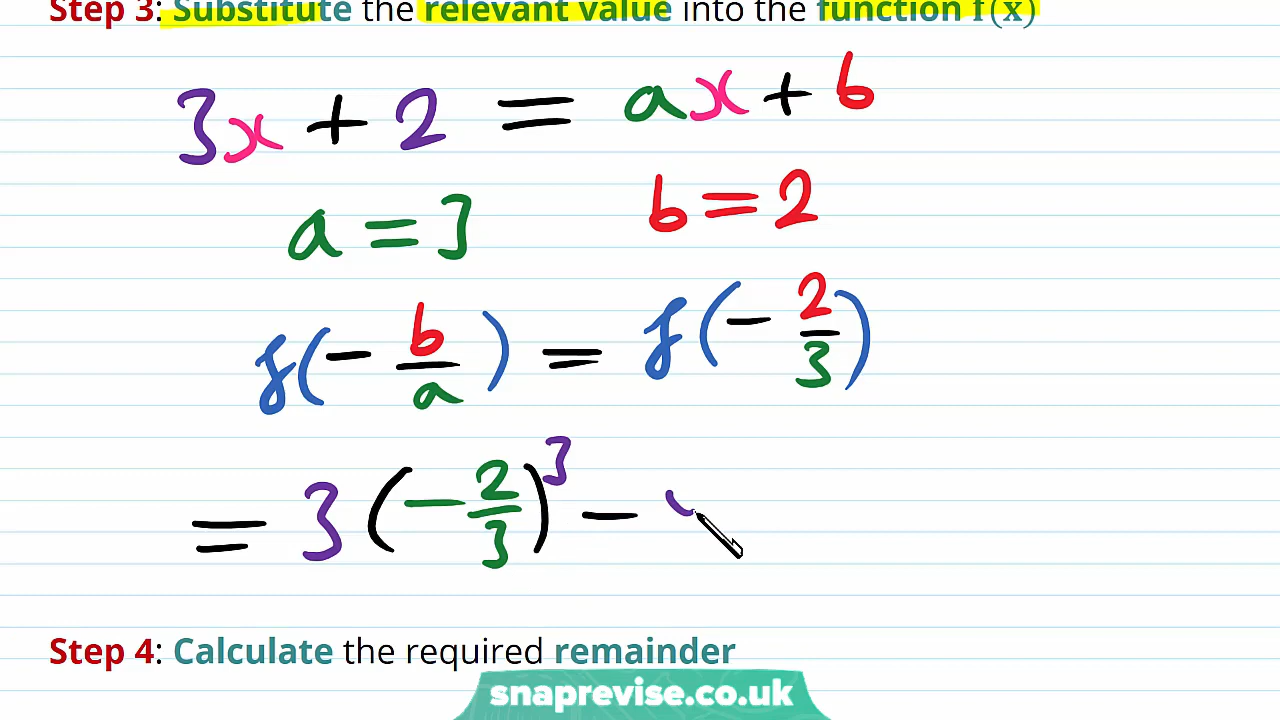 Step 3: Substitute the relevant value into the function f(x)
3x + 2 = ax + b
a = 3 b = 2
f(- b/a) = f(- 2/3)
= 3(- 2/3)³ -
Step 4: Calculate the required remainder
snaprevise.co.uk